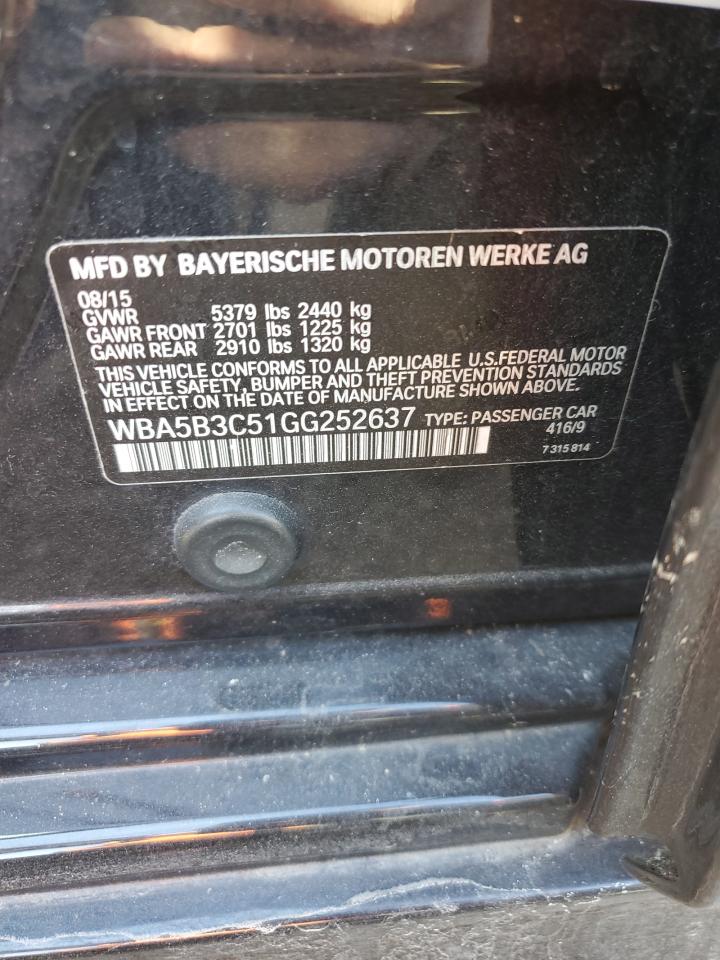 MFD BY BAYERISCHE MOTOREN WERKE AG
08/15
GVWR 5379 lbs 2440 kg
GAWR FRONT 2701 lbs 1225 kg
GAWR REAR 2910 lbs 1320 kg
THIS VEHICLE CONFORMS TO ALL APPLICABLE U.S.FEDERAL MOTOR
VEHICLE SAFETY, BUMPER AND THEFT PREVENTION STANDARDS
IN EFFECT ON THE DATE OF MANUFACTURE SHOWN ABOVE.
WBA5B3C51GG252637 TYPE: PASSENGER CAR
416/9
7 315 814